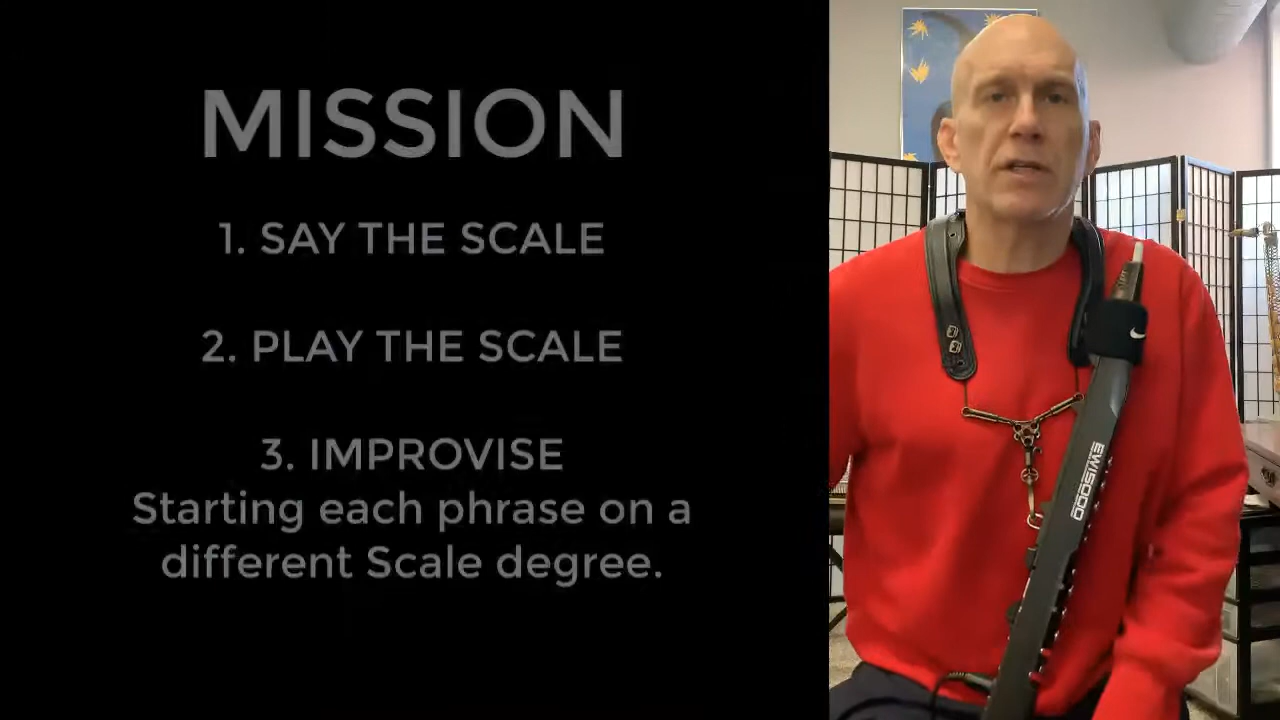 MISSION
1. SAY THE SCALE
2. PLAY THE SCALE
3. IMPROVISE
Starting each phrase on a
different Scale degree.
EWI5000